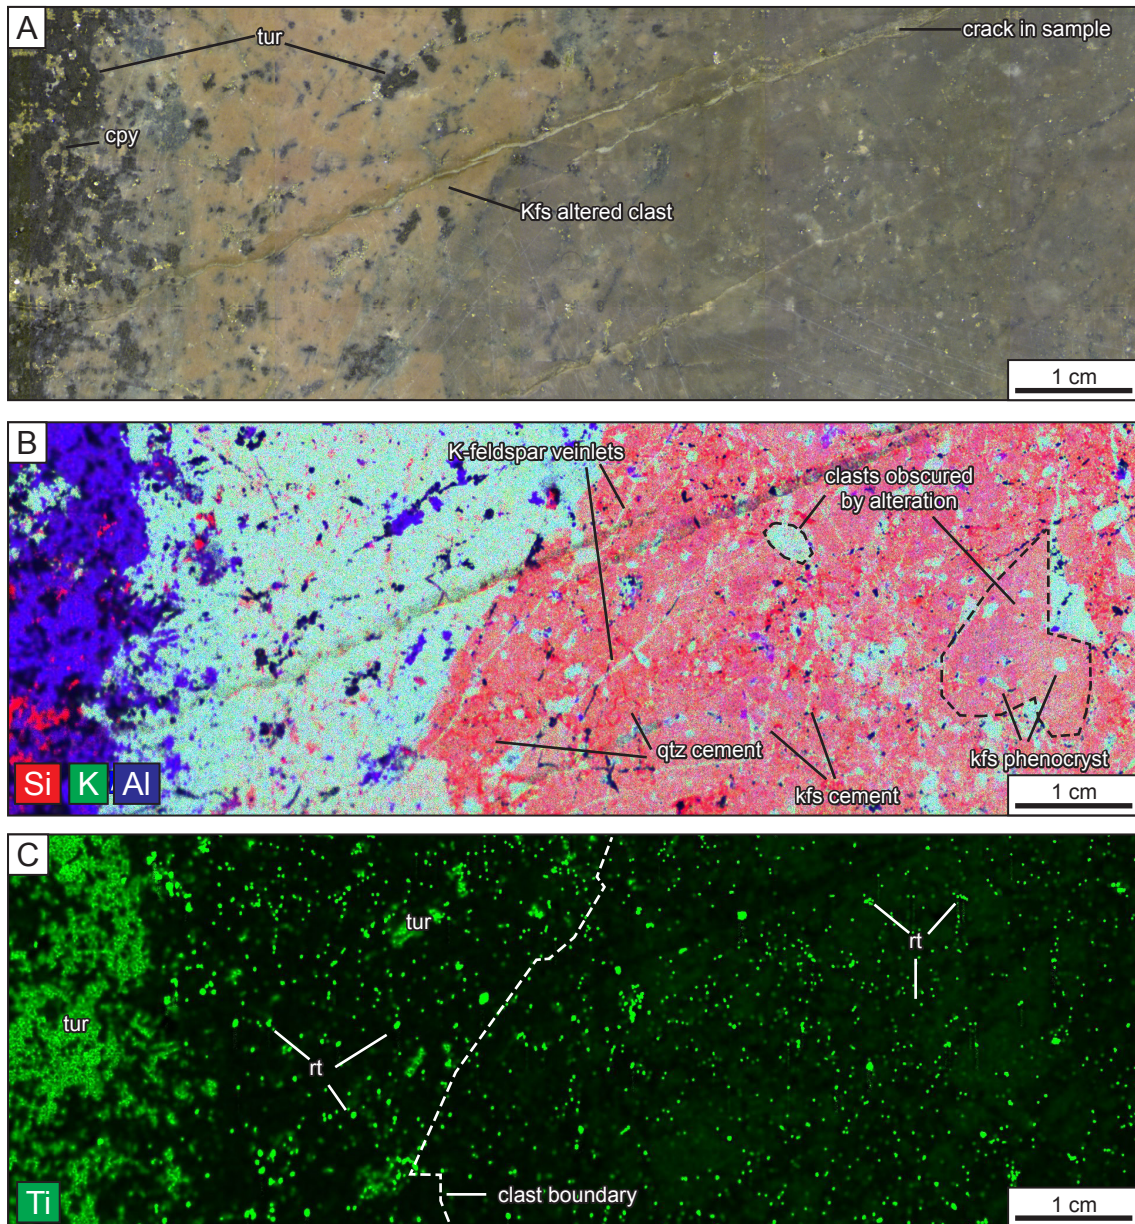 A
tur
crack in sample
cpy
Kfs altered clast
1 cm
B
K-feldspar veinlets
clasts obscured
by alteration
qtz cement
kfs phenocryst
kfs cement
Si K Al
1 cm
C
tur
rt
tur
rt
clast boundary
Ti
1 cm